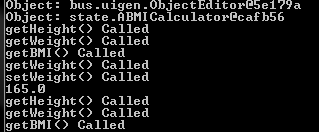 Object: bus.uigen.ObjectEditor@5e179a
Object: state.ABMICalculator@cafb56
getHeight() Called
getWeight() Called
getBMI() Called
getWeight() Called
setWeight() Called
165.0
getHeight() Called
getWeight() Called
getBMI() Called